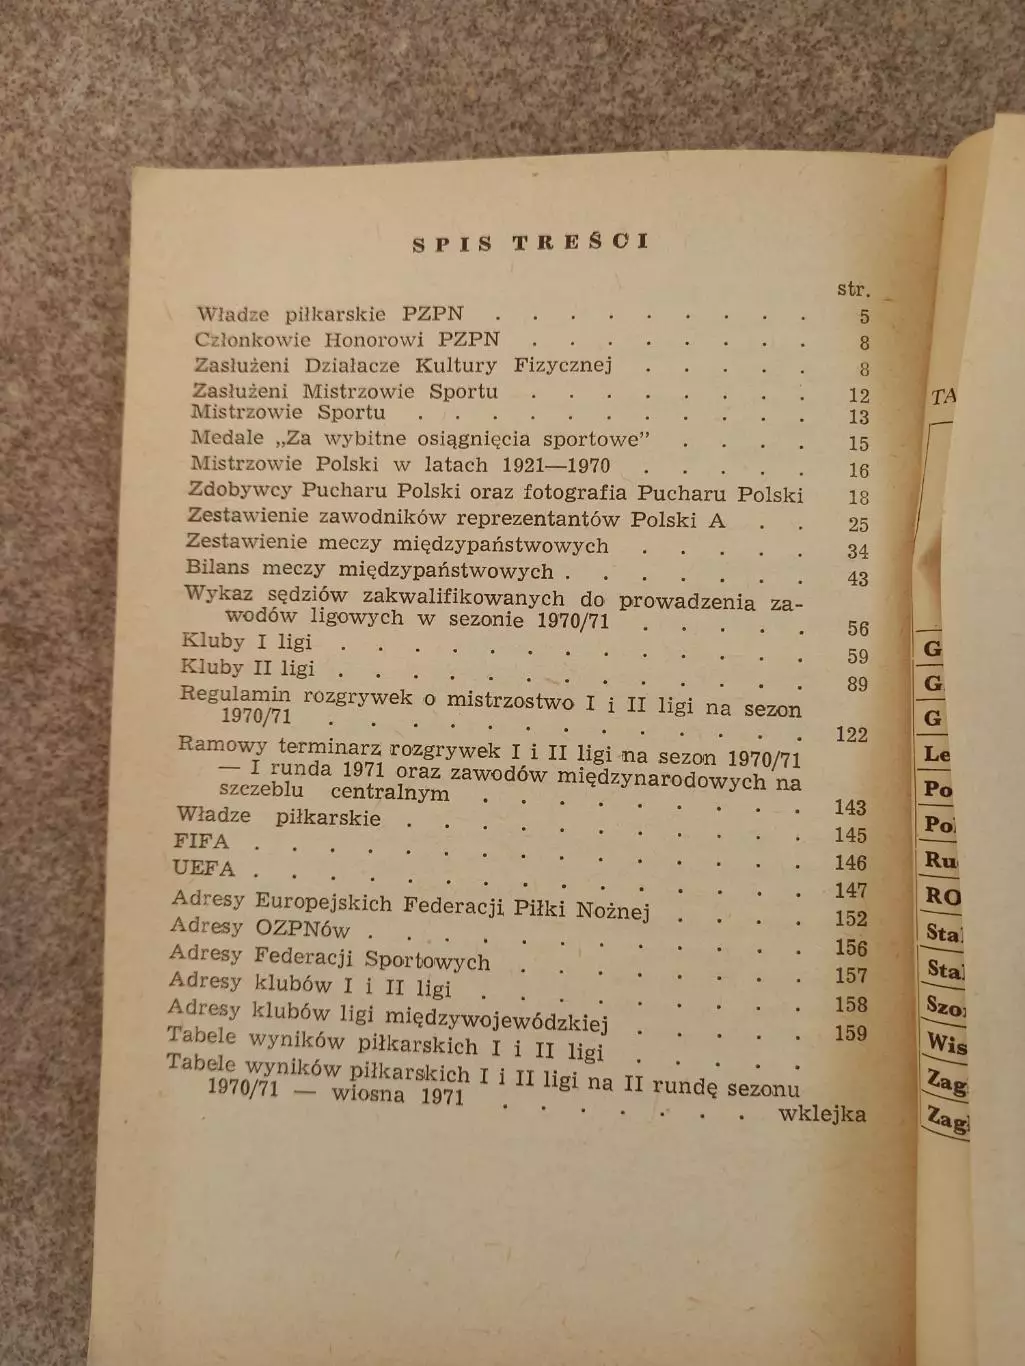 SPIS TREŚCI
str.
Władze piłkarskie PZPN . . . . . . . . . 5
Członkowie Honorowi PZPN . . . . . . . . 8
Zasłużeni Działacze Kultury Fizycznej . . . . . 8
Zasłużeni Mistrzowie Sportu . . . . . . . . 12
Mistrzowie Sportu . . . . . . . . . . . 13
Medale „Za wybitne osiągnięcia sportowe” . . . . 15
Mistrzowie Polski w latach 1921—1970 . . . . . 16
Zdobywcy Pucharu Polski oraz fotografia Pucharu Polski 18
Zestawienie zawodników reprezentantów Polski A . . 25
Zestawienie meczy międzypaństwowych . . . . . 34
Bilans meczy międzypaństwowych . . . . . . . 43
Wykaz sędziów zakwalifikowanych do prowadzenia za-
wodów ligowych w sezonie 1970/71 . . . . . 56
Kluby I ligi . . . . . . . . . . . . . 59
Kluby II ligi . . . . . . . . . . . . . 89
Regulamin rozgrywek o mistrzostwo I i II ligi na sezon
1970/71 . . . . . . . . . . . . . 122
Ramowy terminarz rozgrywek I i II ligi na sezon 1970/71
— I runda 1971 oraz zawodów międzynarodowych na
szczeblu centralnym . . . . . . . . . 143
Władze piłkarskie . . . . . . . . . . . 145
FIFA . . . . . . . . . . . . . . . 146
UEFA . . . . . . . . . . . . . . . 147
Adresy Europejskich Federacji Piłki Nożnej . . . . 152
Adresy OZPNów . . . . . . . . . . . . 156
Adresy Federacji Sportowych . . . . . . . . 157
Adresy klubów I i II ligi . . . . . . . . . 158
Adresy klubów ligi międzywojewódzkiej . . . . . 159
Tabele wyników piłkarskich I i II ligi . . . . .
Tabele wyników piłkarskich I i II ligi na II rundę sezonu
1970/71 — wiosna 1971 . . . . . . . wklejka
TA
G
G
G
Le
Po
Pol
Ru
RO
Stal
Stal
Szo
Wis
Zag
Zagł